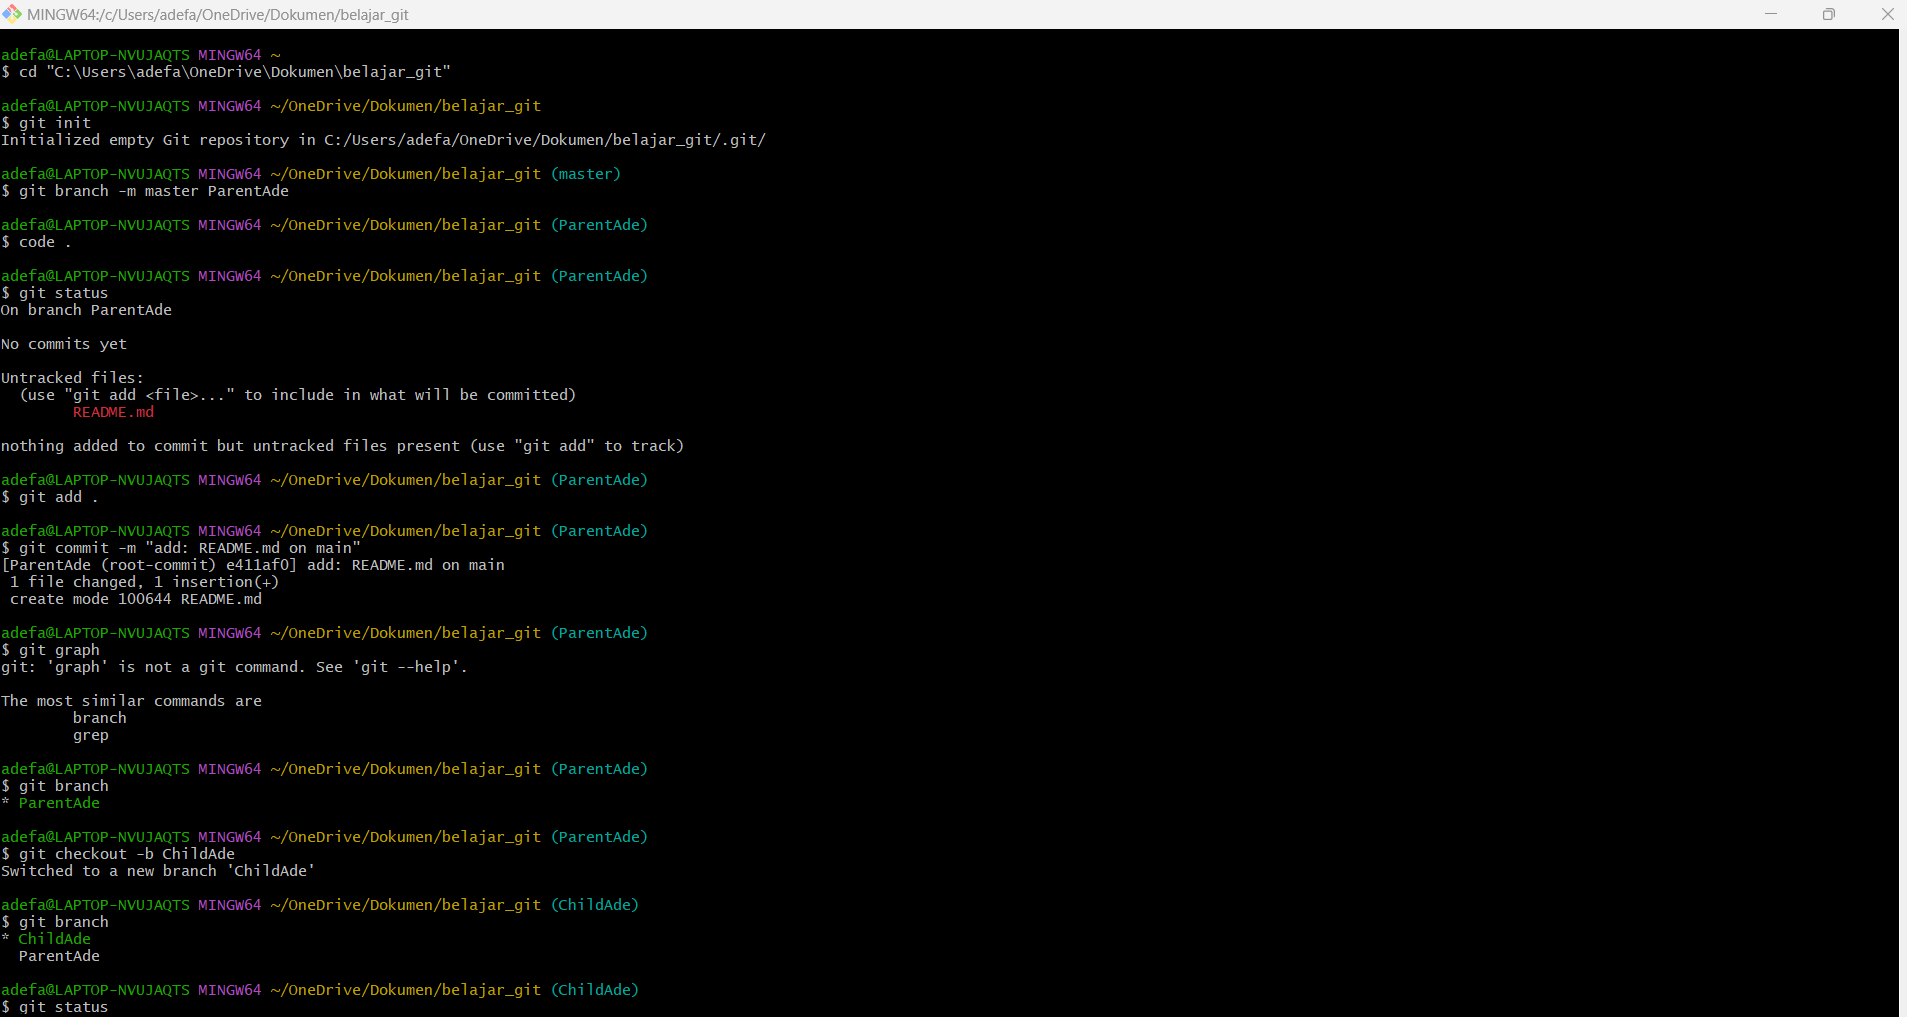 MINGW64:/c/Users/adefa/OneDrive/Dokumen/belajar_git
adefa@LAPTOP-NVUJAQTS MINGW64 ~
$ cd "C:\Users\adefa\OneDrive\Dokumen\belajar_git"
adefa@LAPTOP-NVUJAQTS MINGW64 ~/OneDrive/Dokumen/belajar_git
$ git init
Initialized empty Git repository in C:/Users/adefa/OneDrive/Dokumen/belajar_git/.git/
adefa@LAPTOP-NVUJAQTS MINGW64 ~/OneDrive/Dokumen/belajar_git (master)
$ git branch -m master ParentAde
adefa@LAPTOP-NVUJAQTS MINGW64 ~/OneDrive/Dokumen/belajar_git (ParentAde)
$ code .
adefa@LAPTOP-NVUJAQTS MINGW64 ~/OneDrive/Dokumen/belajar_git (ParentAde)
$ git status
On branch ParentAde
No commits yet
Untracked files:
  (use "git add <file>..." to include in what will be committed)
        README.md
nothing added to commit but untracked files present (use "git add" to track)
adefa@LAPTOP-NVUJAQTS MINGW64 ~/OneDrive/Dokumen/belajar_git (ParentAde)
$ git add .
adefa@LAPTOP-NVUJAQTS MINGW64 ~/OneDrive/Dokumen/belajar_git (ParentAde)
$ git commit -m "add: README.md on main"
[ParentAde (root-commit) e411af0] add: README.md on main
 1 file changed, 1 insertion(+)
 create mode 100644 README.md
adefa@LAPTOP-NVUJAQTS MINGW64 ~/OneDrive/Dokumen/belajar_git (ParentAde)
$ git graph
git: 'graph' is not a git command. See 'git --help'.
The most similar commands are
        branch
        grep
adefa@LAPTOP-NVUJAQTS MINGW64 ~/OneDrive/Dokumen/belajar_git (ParentAde)
$ git branch
* ParentAde
adefa@LAPTOP-NVUJAQTS MINGW64 ~/OneDrive/Dokumen/belajar_git (ParentAde)
$ git checkout -b ChildAde
Switched to a new branch 'ChildAde'
adefa@LAPTOP-NVUJAQTS MINGW64 ~/OneDrive/Dokumen/belajar_git (ChildAde)
$ git branch
* ChildAde
  ParentAde
adefa@LAPTOP-NVUJAQTS MINGW64 ~/OneDrive/Dokumen/belajar_git (ChildAde)
$ git status